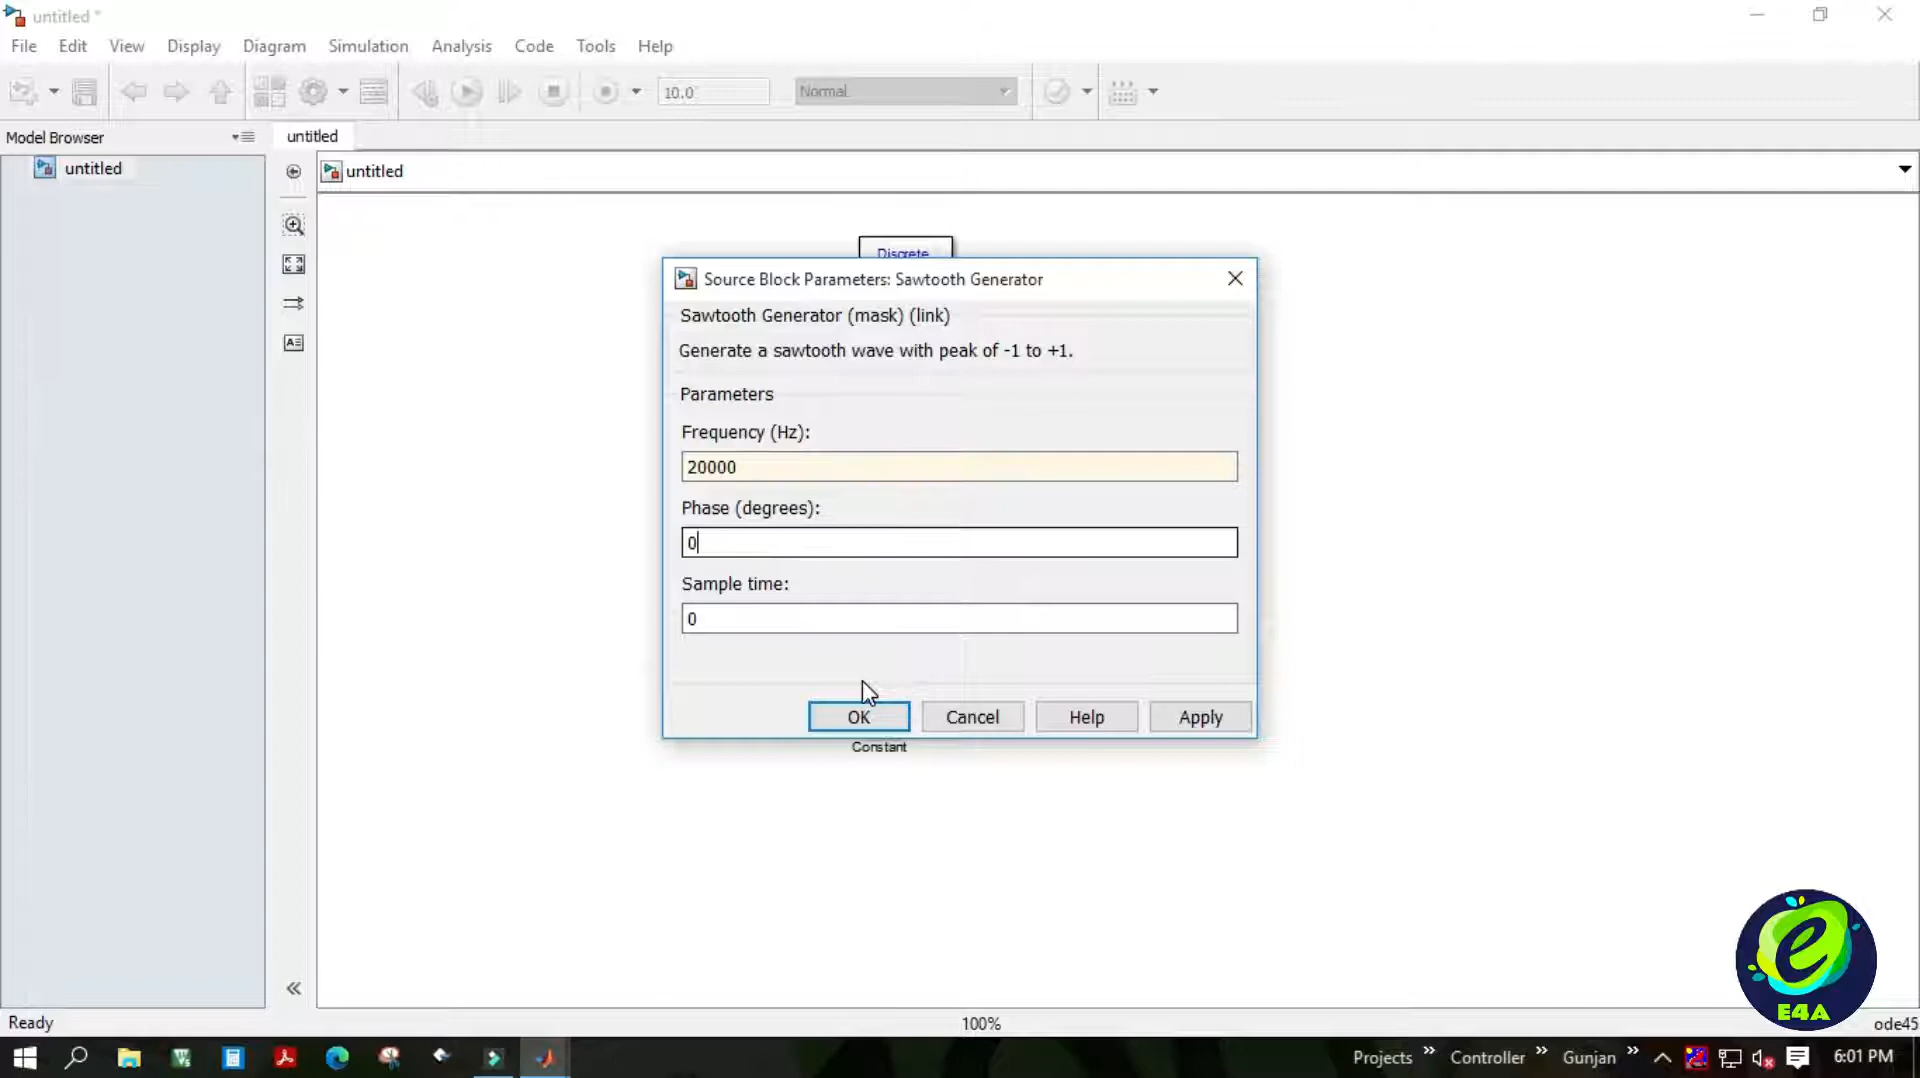 untitled *
File Edit View Display Diagram Simulation Analysis Code Tools Help
10.0
Normal
Model Browser
untitled
untitled
untitled
Discrete
Source Block Parameters: Sawtooth Generator
Sawtooth Generator (mask) (link)
Generate a sawtooth wave with peak of -1 to +1.
Parameters
Frequency (Hz):
20000
Phase (degrees):
0
Sample time:
0
OK Cancel Help Apply
Constant
e
E4A
Ready
100%
ode45
Projects » Controller » Gunjan » 6:01 PM